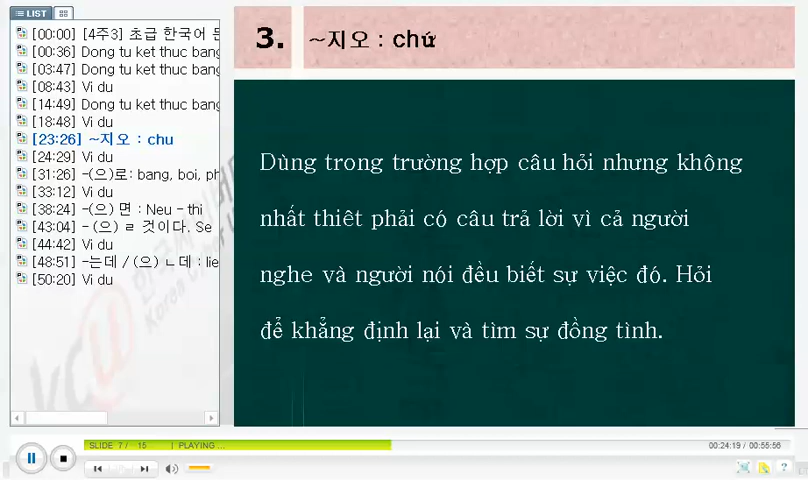 LIST
[00:00] [4주3] 초급 한국어 문
[00:36] Dong tu ket thuc bang
[03:47] Dong tu ket thuc bang
[08:43] Vi du
[14:49] Dong tu ket thuc bang
[18:48] Vi du
[23:26] ~지오 : chu
[24:29] Vi du
[31:26] -(으)로: bang, boi, ph
[33:12] Vi du
[38:24] -(으) 면 : Neu - thi
[43:04] - (으) ㄹ 것이다. Se
[44:42] Vi du
[48:51] -는데 / (으) ㄴ데 : lie
[50:20] Vi du
3. ~지오 : chứ
Dùng trong trường hợp câu hỏi nhưng không
nhất thiêt phải có câu trả lời vì cả người
nghe và người nói đều biết sự việc đó. Hỏi
để khẳng định lại và tìm sự đồng tình.
SLIDE 7 / 15 | PLAYING ...
00:24:19 / 00:55:56